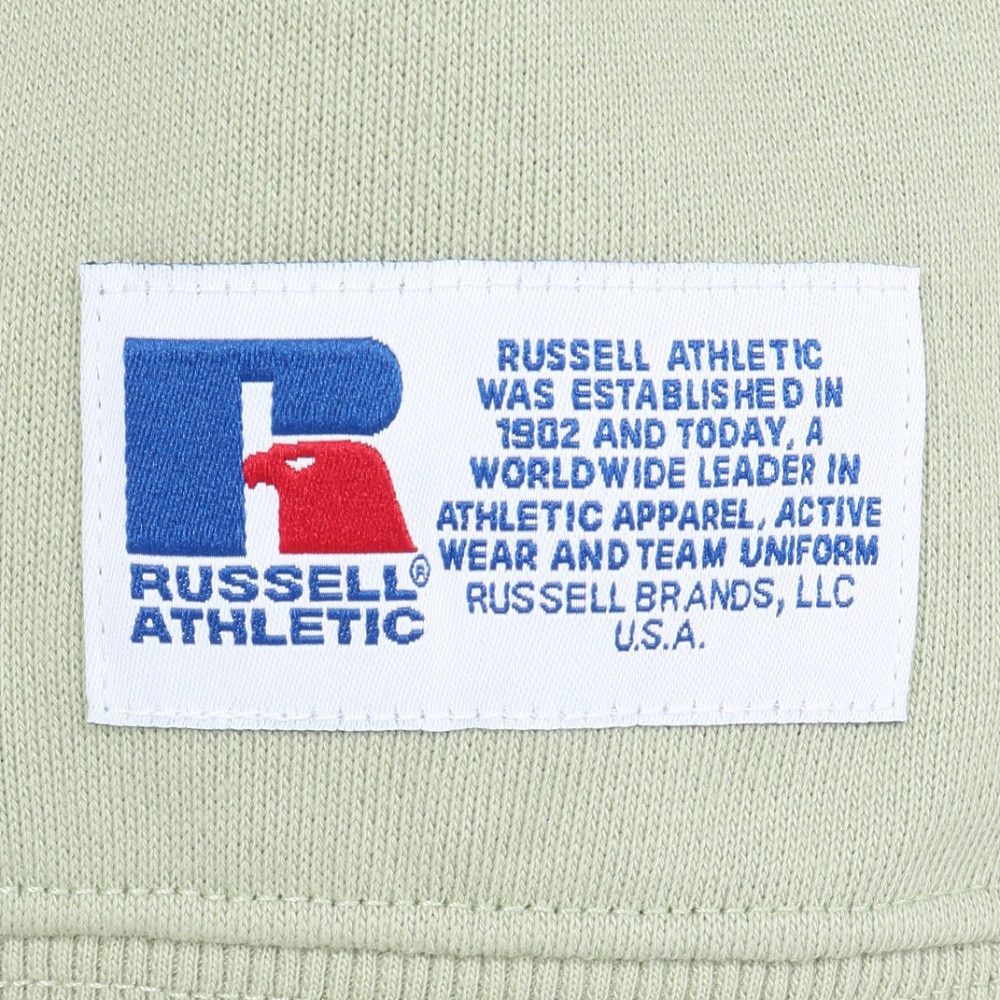 RUSSELL®
ATHLETIC
RUSSELL ATHLETIC
WAS ESTABLISHED IN
1902 AND TODAY, A
WORLDWIDE LEADER IN
ATHLETIC APPAREL, ACTIVE
WEAR AND TEAM UNIFORM
RUSSELL BRANDS, LLC
U.S.A.